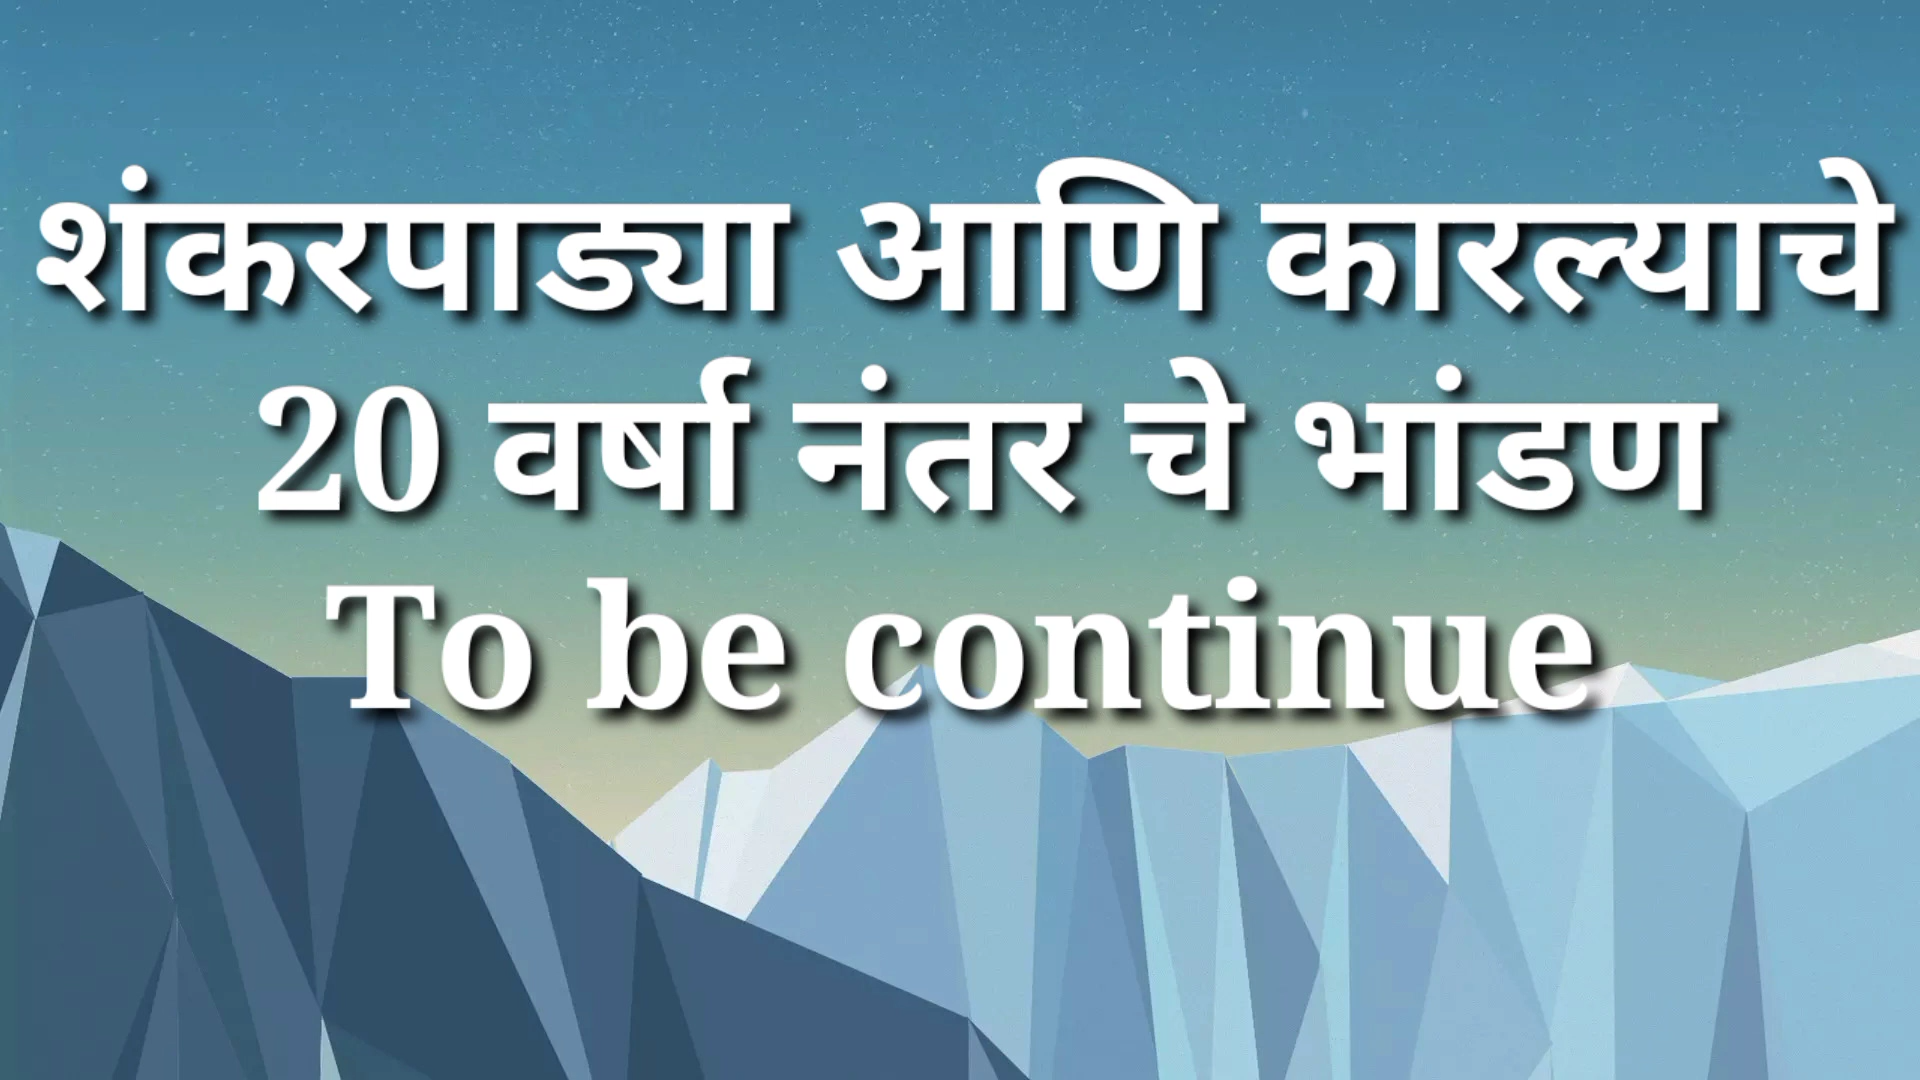 शंकरपाड्या आणि कारल्याचे
20 वर्षा नंतर चे भांडण
To be continue